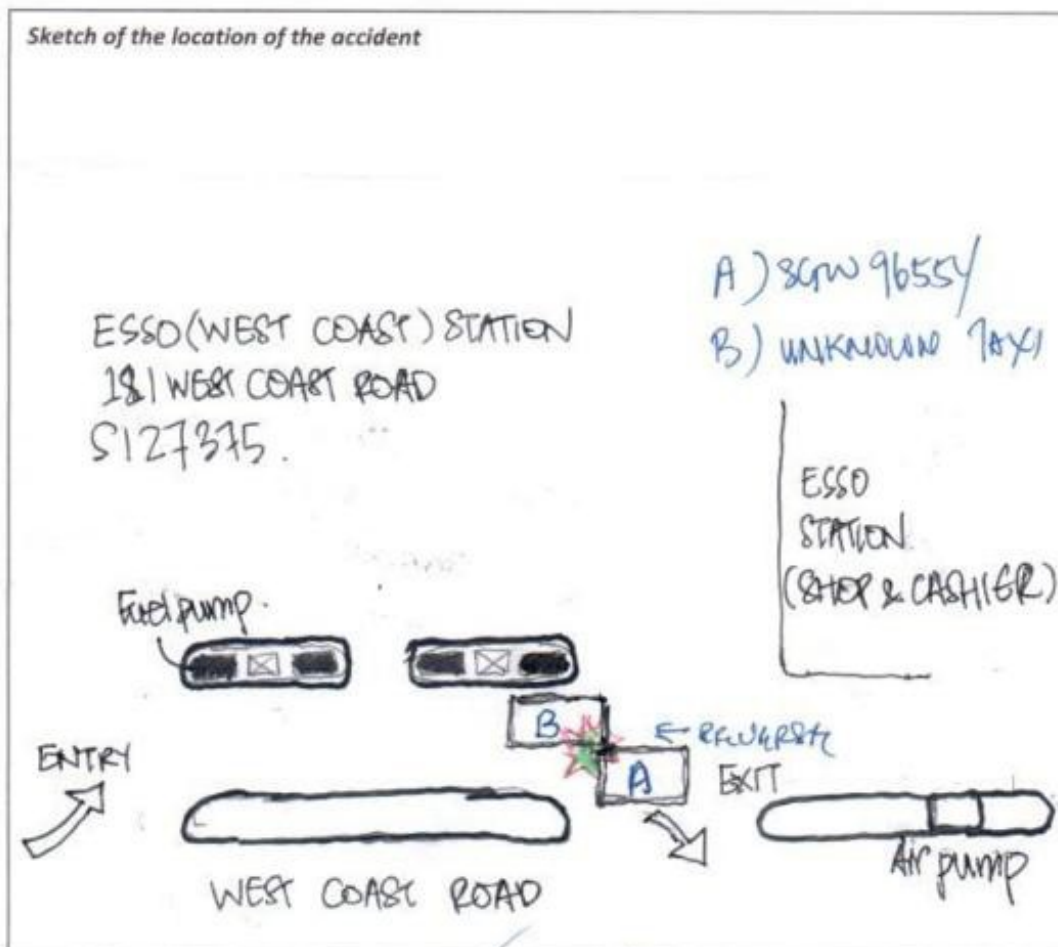 Sketch of the location of the accident
A) SGW 9655Y
B) UNKNOWN TAXI
ESSO (WEST COAST) STATION
181 WEST COAST ROAD
S127375.
ESSO
STATION
(SHOP & CASHIER)
Fuel pump.
B
← REVERSE
ENTRY
A
EXIT
Air pump
WEST COAST ROAD